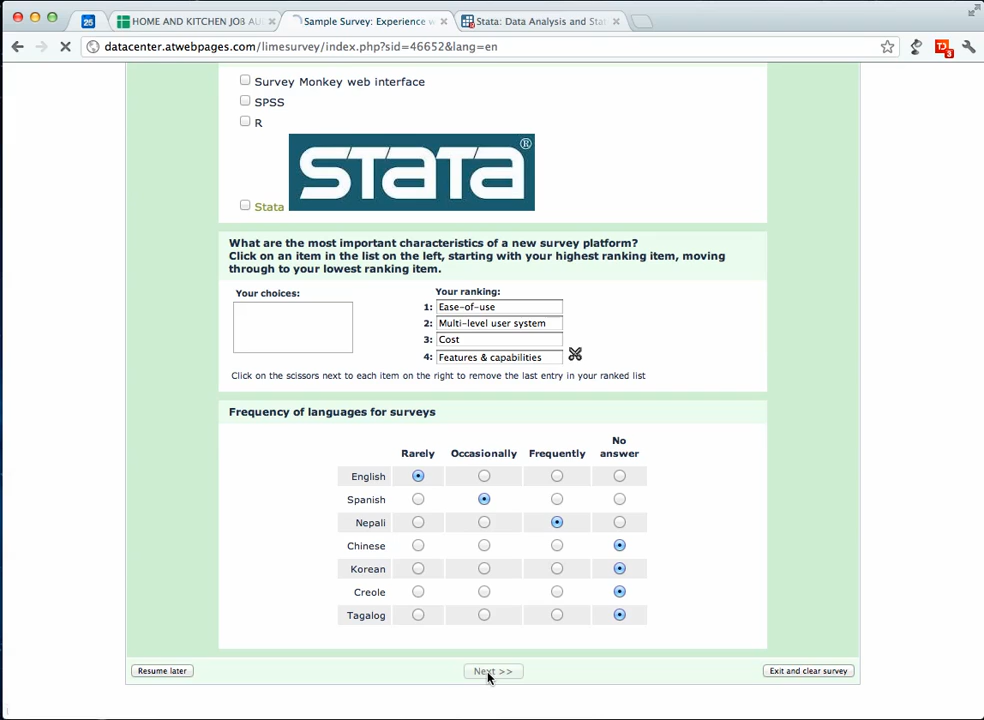 25
HOME AND KITCHEN JOB AU
Sample Survey: Experience w
Stata: Data Analysis and Stat
datacenter.atwebpages.com/limesurvey/index.php?sid=46652&lang=en
3
Survey Monkey web interface
SPSS
R
STATA®
Stata
What are the most important characteristics of a new survey platform?
Click on an item in the list on the left, starting with your highest ranking item, moving
through to your lowest ranking item.
Your choices:
Your ranking:
1: Ease-of-use
2: Multi-level user system
3: Cost
4: Features & capabilities
Click on the scissors next to each item on the right to remove the last entry in your ranked list
Frequency of languages for surveys
Rarely Occasionally Frequently No answer
English
Spanish
Nepali
Chinese
Korean
Creole
Tagalog
Resume later Next >> Exit and clear survey